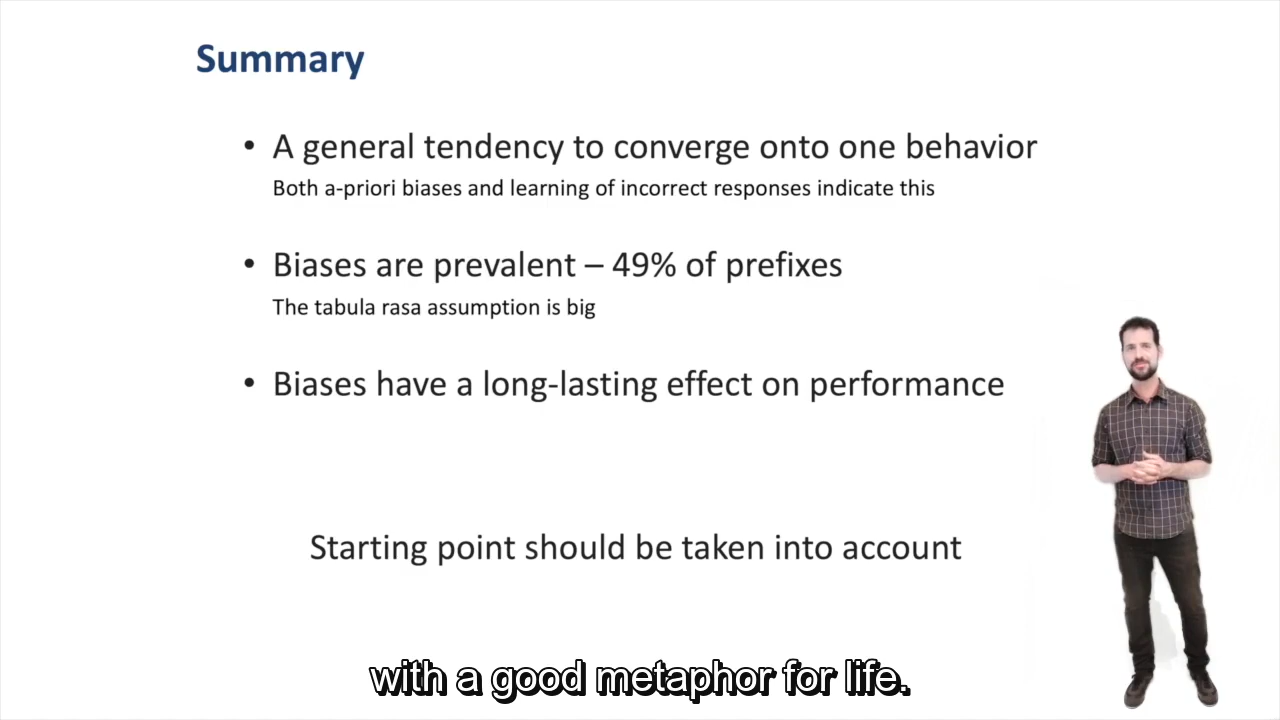 Summary
• A general tendency to converge onto one behavior
Both a-priori biases and learning of incorrect responses indicate this
• Biases are prevalent – 49% of prefixes
The tabula rasa assumption is big
• Biases have a long-lasting effect on performance
Starting point should be taken into account
with a good metaphor for life.